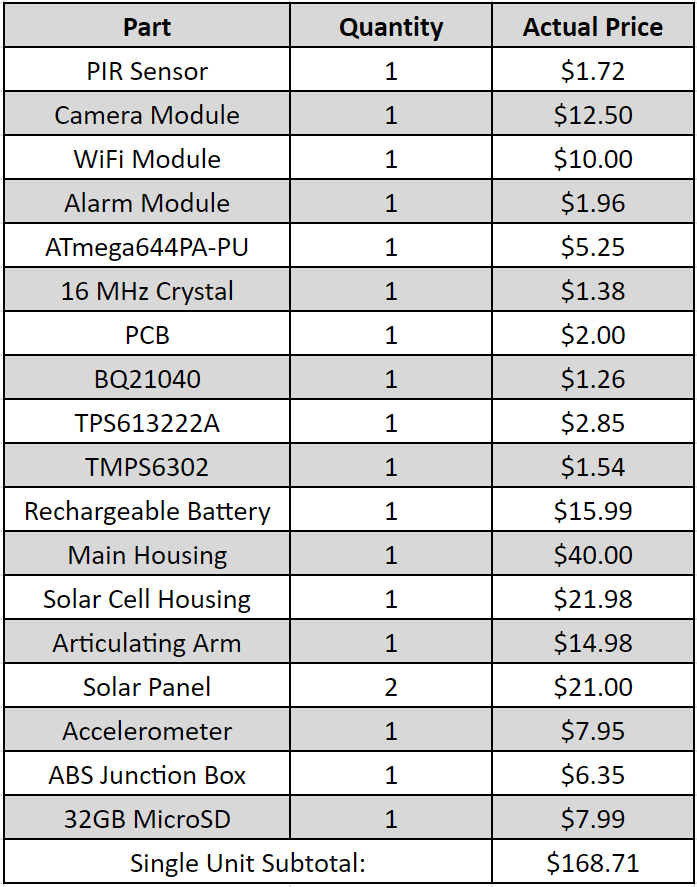 Part Quantity Actual Price
PIR Sensor 1 $1.72
Camera Module 1 $12.50
WiFi Module 1 $10.00
Alarm Module 1 $1.96
ATmega644PA-PU 1 $5.25
16 MHz Crystal 1 $1.38
PCB 1 $2.00
BQ21040 1 $1.26
TPS613222A 1 $2.85
TMPS6302 1 $1.54
Rechargeable Battery 1 $15.99
Main Housing 1 $40.00
Solar Cell Housing 1 $21.98
Articulating Arm 1 $14.98
Solar Panel 2 $21.00
Accelerometer 1 $7.95
ABS Junction Box 1 $6.35
32GB MicroSD 1 $7.99
Single Unit Subtotal: $168.71